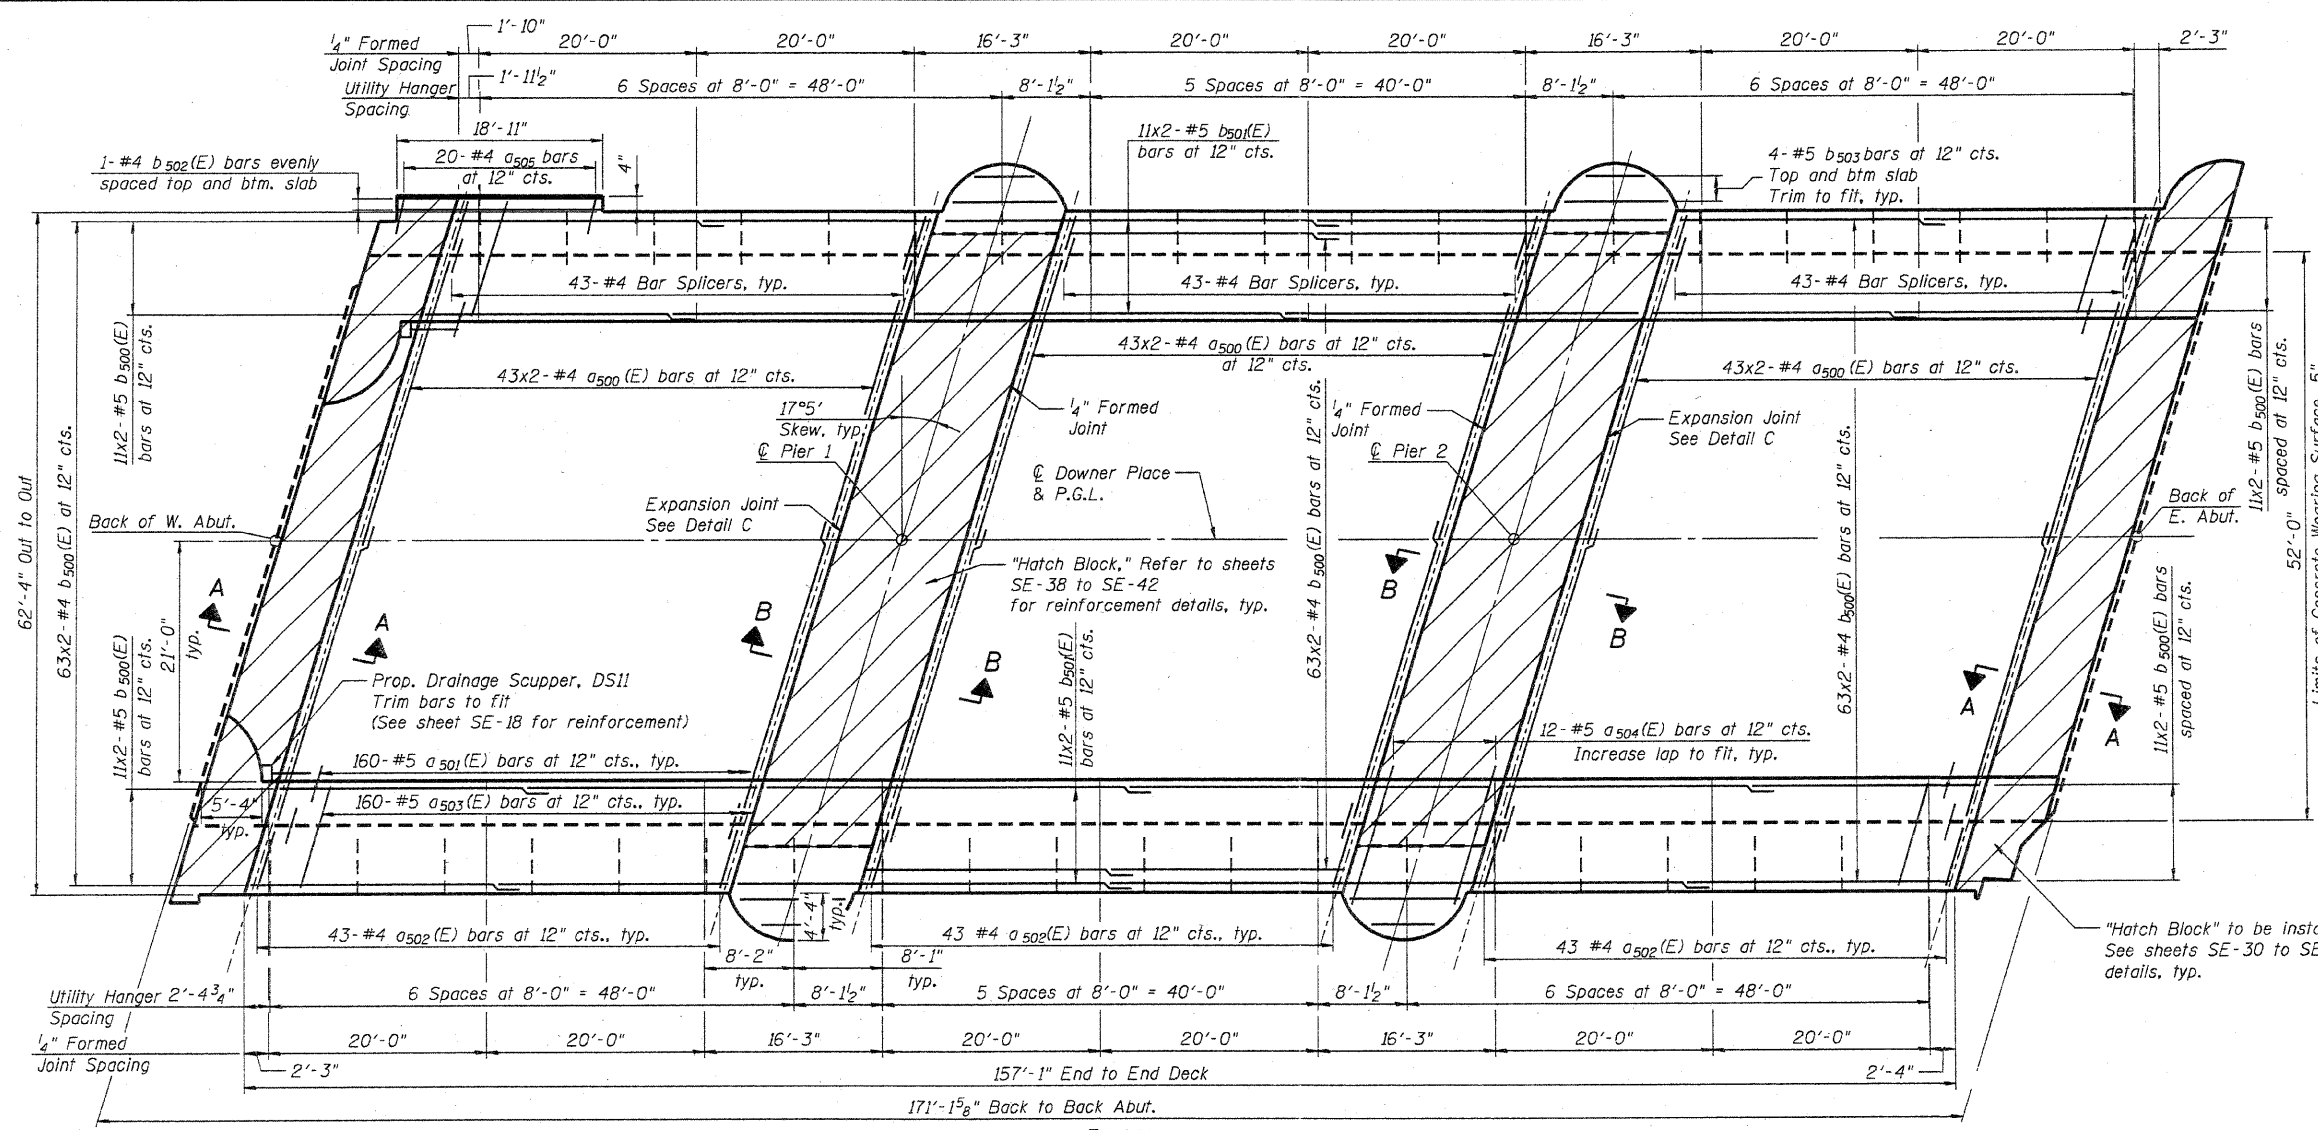 1'-10"
1/4" Formed
Joint Spacing
20'-0"
20'-0"
16'-3"
20'-0"
20'-0"
16'-3"
20'-0"
20'-0"
2'-3"
1'-11 1/2"
Utility Hanger
Spacing
6 Spaces at 8'-0" = 48'-0"
8'-1 1/2"
5 Spaces at 8'-0" = 40'-0"
8'-1 1/2"
6 Spaces at 8'-0" = 48'-0"
18'-11"
20- #4 a505 bars
at 12" cts.
4"
1- #4 b502(E) bars evenly
spaced top and btm. slab
11x2- #5 b501(E)
bars at 12" cts.
4- #5 b503 bars at 12" cts.
Top and btm slab
Trim to fit, typ.
43- #4 Bar Splicers, typ.
43- #4 Bar Splicers, typ.
43- #4 Bar Splicers, typ.
43x2- #4 a500(E) bars at 12" cts.
43x2- #4 a500(E) bars at 12" cts.
at 12" cts.
43x2- #4 a500(E) bars at 12" cts.
62'-4" Out to Out
63x2- #4 b500(E) at 12" cts.
11x2- #5 b500(E)
bars at 12" cts.
17°5'
Skew, typ.
℄ Pier 1
1/4" Formed
Joint
1/4" Formed
Joint
℄ Pier 2
Expansion Joint
See Detail C
℄ Downer Place
& P.G.L.
Expansion Joint
See Detail C
63x2- #4 b500(E) bars at 12" cts.
63x2- #4 b500(E) bars at 12" cts.
11x2- #5 b500(E) bars
spaced at 12" cts.
52'-0"
Limits of Concrete Wearing Surface, 5"
Back of W. Abut.
Back of
E. Abut.
"Hatch Block," Refer to sheets
SE-38 to SE-42
for reinforcement details, typ.
A
A
B
B
B
B
A
A
21'-0"
typ.
11x2- #5 b500(E)
bars at 12" cts.
Prop. Drainage Scupper, DS11
Trim bars to fit
(See sheet SE-18 for reinforcement)
11x2- #5 b501(E)
bars at 12" cts.
11x2- #5 b500(E) bars
spaced at 12" cts.
12- #5 a504(E) bars at 12" cts.
Increase lap to fit, typ.
160- #5 a501(E) bars at 12" cts., typ.
160- #5 a503(E) bars at 12" cts., typ.
5'-4"
typ.
4'-4"
typ.
43- #4 a502(E) bars at 12" cts., typ.
43 #4 a502(E) bars at 12" cts., typ.
43 #4 a502(E) bars at 12" cts., typ.
8'-2"
typ.
8'-1"
typ.
"Hatch Block" to be insta
See sheets SE-30 to SE
details, typ.
Utility Hanger 2'-4 3/4"
Spacing
6 Spaces at 8'-0" = 48'-0"
8'-1 1/2"
5 Spaces at 8'-0" = 40'-0"
8'-1 1/2"
6 Spaces at 8'-0" = 48'-0"
1/4" Formed
Joint Spacing
20'-0"
20'-0"
16'-3"
20'-0"
20'-0"
16'-3"
20'-0"
20'-0"
2'-3"
157'-1" End to End Deck
2'-4"
171'-1 5/8" Back to Back Abut.